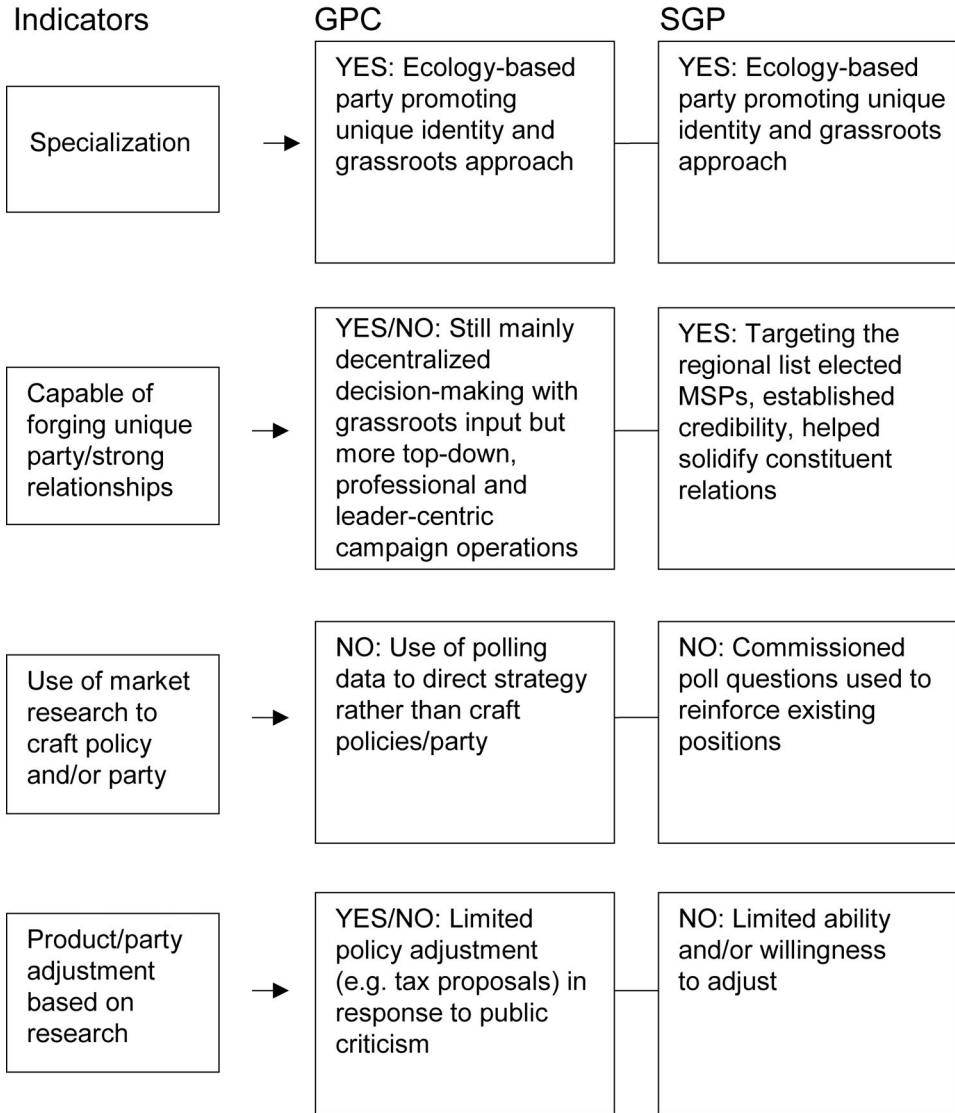 Indicators
GPC
SGP
Specialization
YES: Ecology-based
party promoting
unique identity and
grassroots approach
YES: Ecology-based
party promoting unique
identity and grassroots
approach
Capable of
forging unique
party/strong
relationships
YES/NO: Still mainly
decentralized
decision-making with
grassroots input but
more top-down,
professional and
leader-centric
campaign operations
YES: Targeting the
regional list elected
MSPs, established
credibility, helped
solidify constituent
relations
Use of market
research to
craft policy
and/or party
NO: Use of polling
data to direct strategy
rather than craft
policies/party
NO: Commissioned
poll questions used to
reinforce existing
positions
Product/party
adjustment
based on
research
YES/NO: Limited
policy adjustment
(e.g. tax proposals) in
response to public
criticism
NO: Limited ability
and/or willingness
to adjust